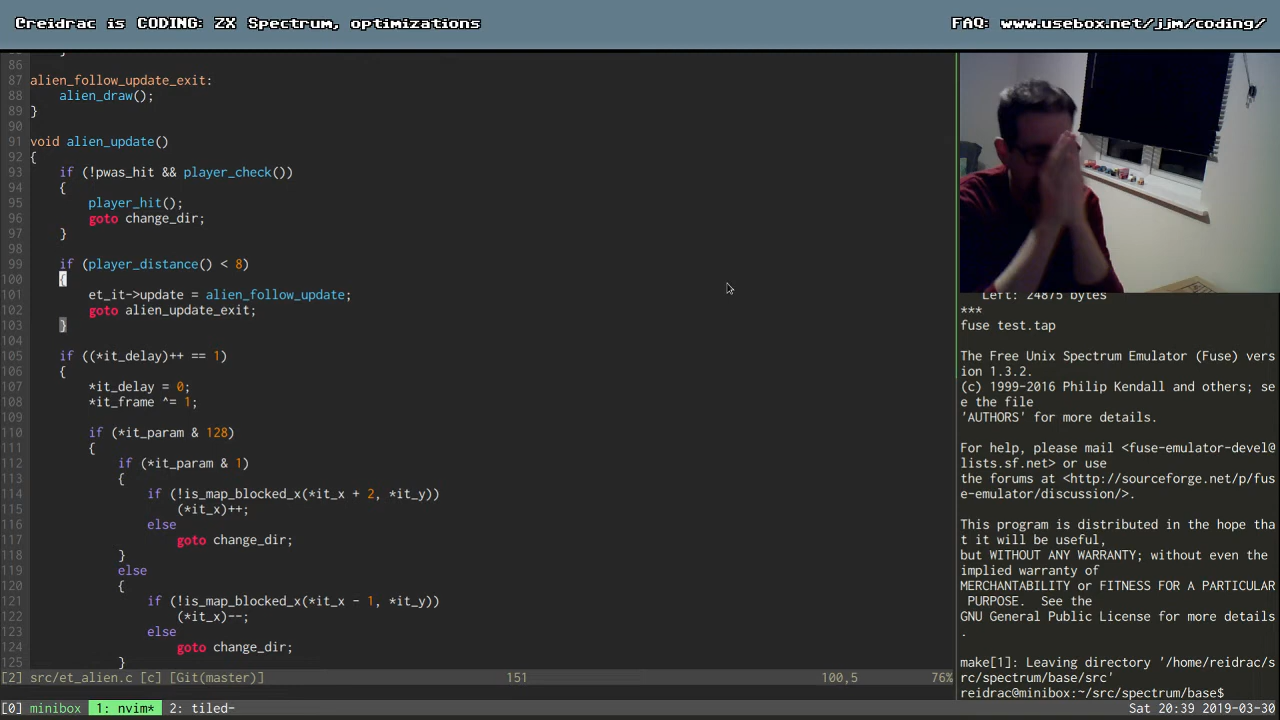 Creidrac is CODING: ZX Spectrum, optimizations
FAQ: www.usebox.net/jjm/coding/
86
87 alien_follow_update_exit:
88     alien_draw();
89 }
90
91 void alien_update()
92 {
93     if (!pwas_hit && player_check())
94     {
95         player_hit();
96         goto change_dir;
97     }
98
99     if (player_distance() < 8)
100     {
101         et_it->update = alien_follow_update;
102         goto alien_update_exit;
103     }
104
105     if ((*it_delay)++ == 1)
106     {
107         *it_delay = 0;
108         *it_frame ^= 1;
109
110         if (*it_param & 128)
111         {
112             if (*it_param & 1)
113             {
114                 if (!is_map_blocked_x(*it_x + 2, *it_y))
115                     (*it_x)++;
116                 else
117                     goto change_dir;
118             }
119             else
120             {
121                 if (!is_map_blocked_x(*it_x - 1, *it_y))
122                     (*it_x)--;
123                 else
124                     goto change_dir;
125             }
[2] src/et_alien.c [c] [Git(master)] 151 100,5 76%
Left: 24875 bytes
***
fuse test.tap
The Free Unix Spectrum Emulator (Fuse) vers
ion 1.3.2.
(c) 1999-2016 Philip Kendall and others; se
e the file
'AUTHORS' for more details.
For help, please mail <fuse-emulator-devel@
lists.sf.net> or use
the forums at <http://sourceforge.net/p/fus
e-emulator/discussion/>.
This program is distributed in the hope tha
t it will be useful,
but WITHOUT ANY WARRANTY; without even the
implied warranty of
MERCHANTABILITY or FITNESS FOR A PARTICULAR
 PURPOSE.  See the
GNU General Public License for more details
.
make[1]: Leaving directory '/home/reidrac/s
rc/spectrum/base/src'
reidrac@minibox:~/src/spectrum/base$
[0] minibox 1: nvim* 2: tiled-
Sat 20:39 2019-03-30